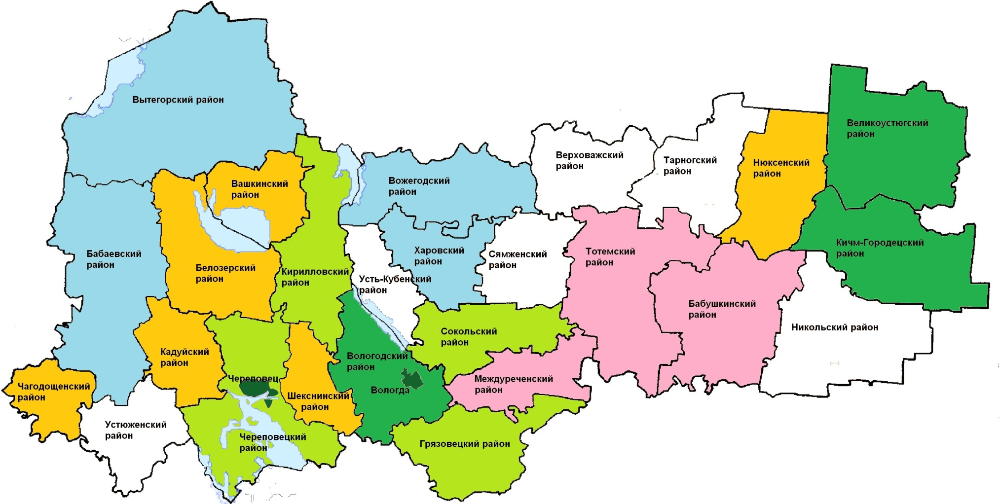 Вытегорский район
Великоустюгский
район
Верховажский
район
Тарногский
район
Нюксенский
район
Вашкинский
район
Вожегодский
район
Бабаевский
район
Белозерский
район
Кирилловский
район
Харовский
район
Сямженский
район
Тотемский
район
Кичм-Городецский
район
Усть-Кубенский
район
Бабушкинский
район
Никольский район
Сокольский
район
Кадуйский
район
Вологодский
район
Чагодощенский
район
Череповец
Вологда
Междуреченский
район
Шекснинский
район
Устюженский
район
Череповецкий
район
Грязовецкий район